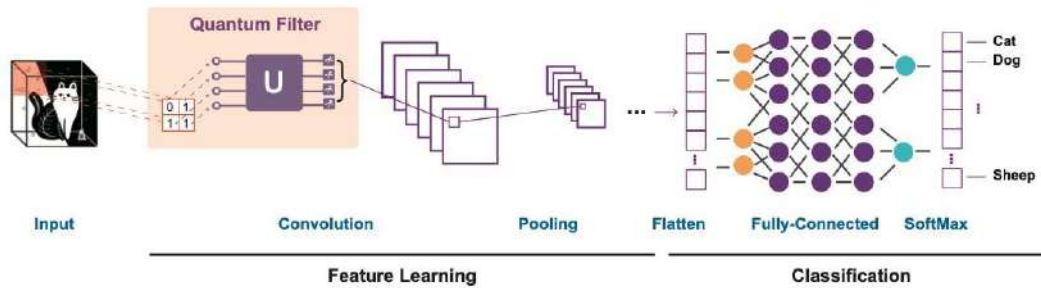 Quantum Filter
U
0 1
1 1
...
Cat
Dog
Sheep
Input
Convolution
Pooling
Flatten
Fully-Connected
SoftMax
Feature Learning
Classification